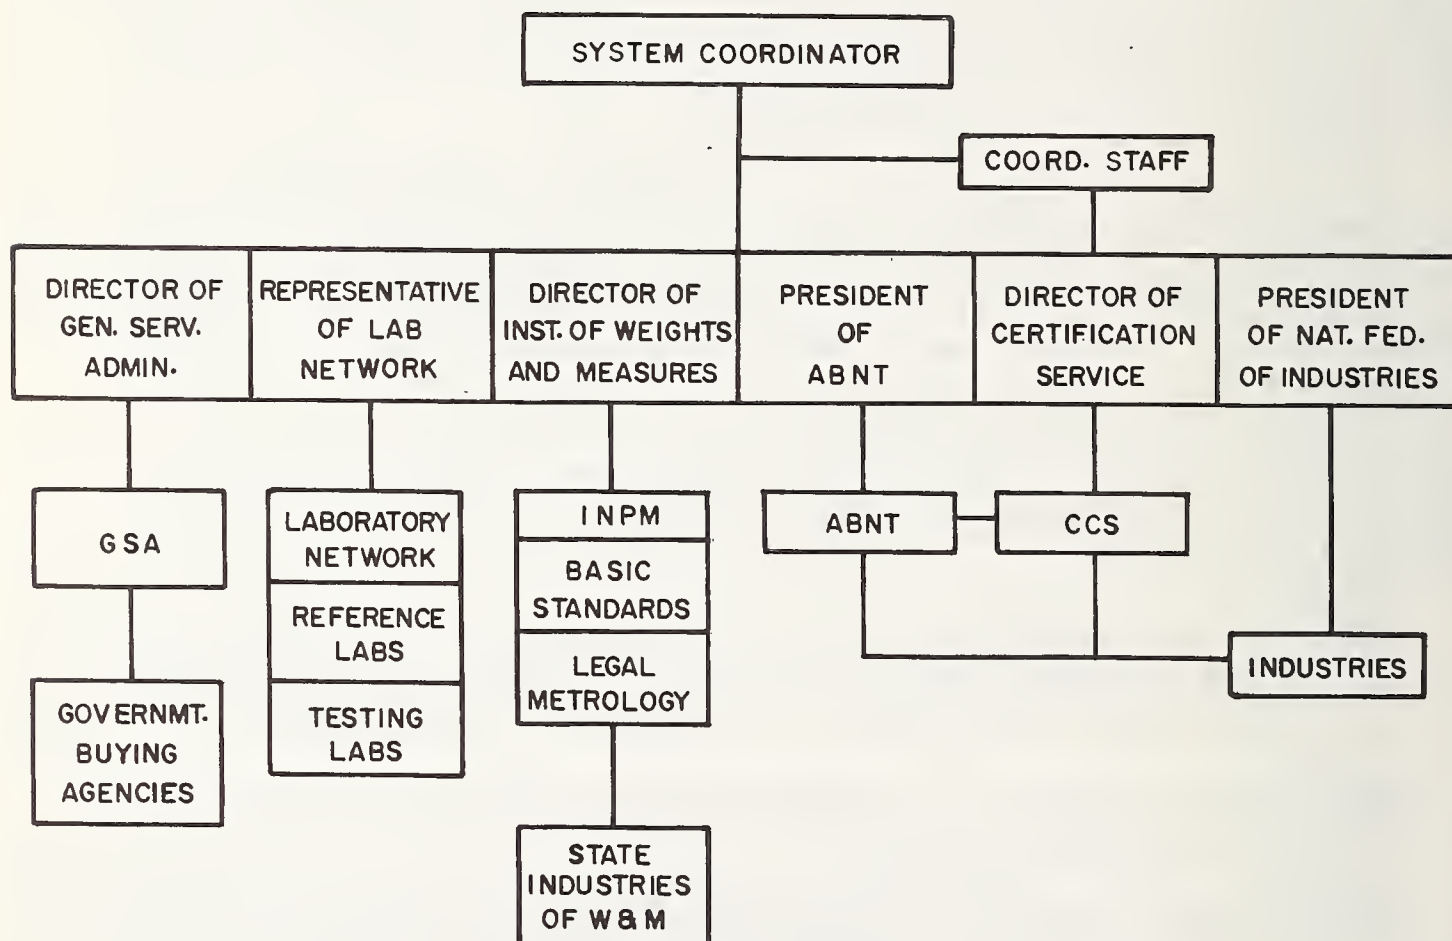 SYSTEM COORDINATOR
COORD. STAFF
DIRECTOR OF
GEN. SERV.
ADMIN.
REPRESENTATIVE
OF LAB
NETWORK
DIRECTOR OF
INST. OF WEIGHTS
AND MEASURES
PRESIDENT
OF
ABNT
DIRECTOR OF
CERTIFICATION
SERVICE
PRESIDENT
OF NAT. FED.
OF INDUSTRIES
GSA
LABORATORY
NETWORK
REFERENCE
LABS
TESTING
LABS
INPM
BASIC
STANDARDS
LEGAL
METROLOGY
ABNT
CCS
INDUSTRIES
GOVERNMT.
BUYING
AGENCIES
STATE
INDUSTRIES
OF W & M